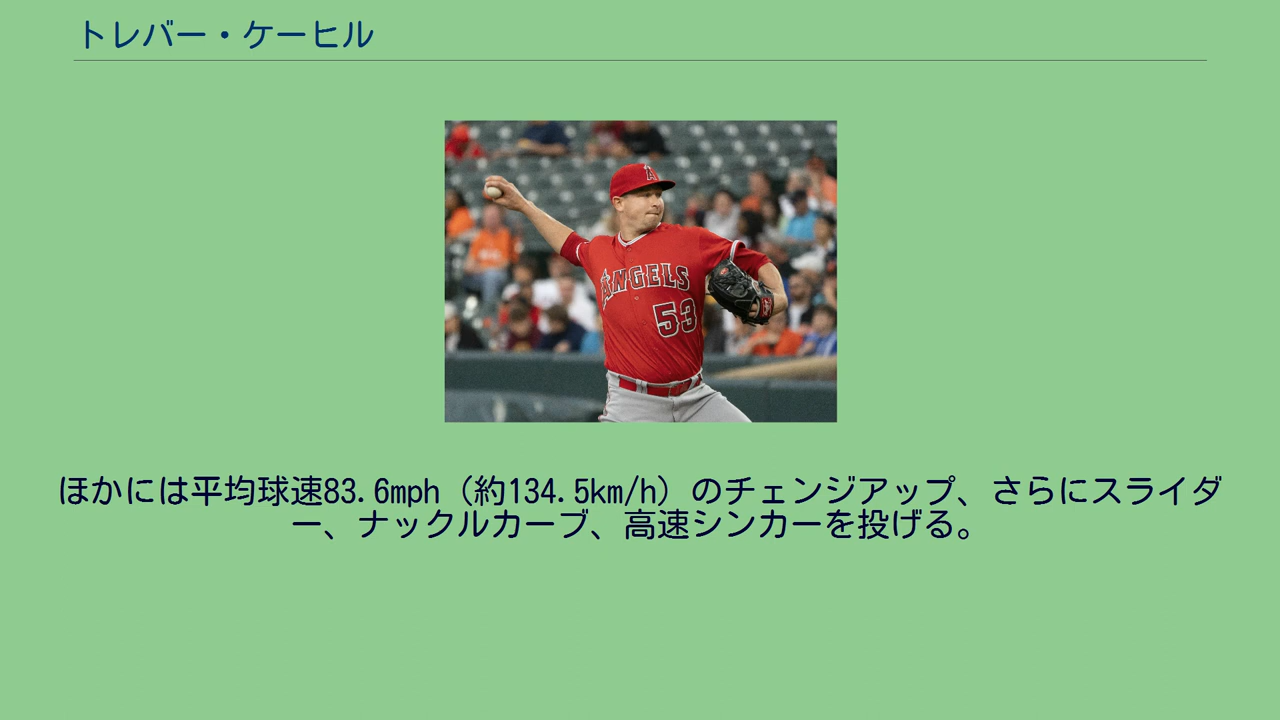 トレバー・ケーヒル
A
ANGELS
53
ほかには平均球速83.6mph（約134.5km/h）のチェンジアップ、さらにスライダ
ー、ナックルカーブ、高速シンカーを投げる。